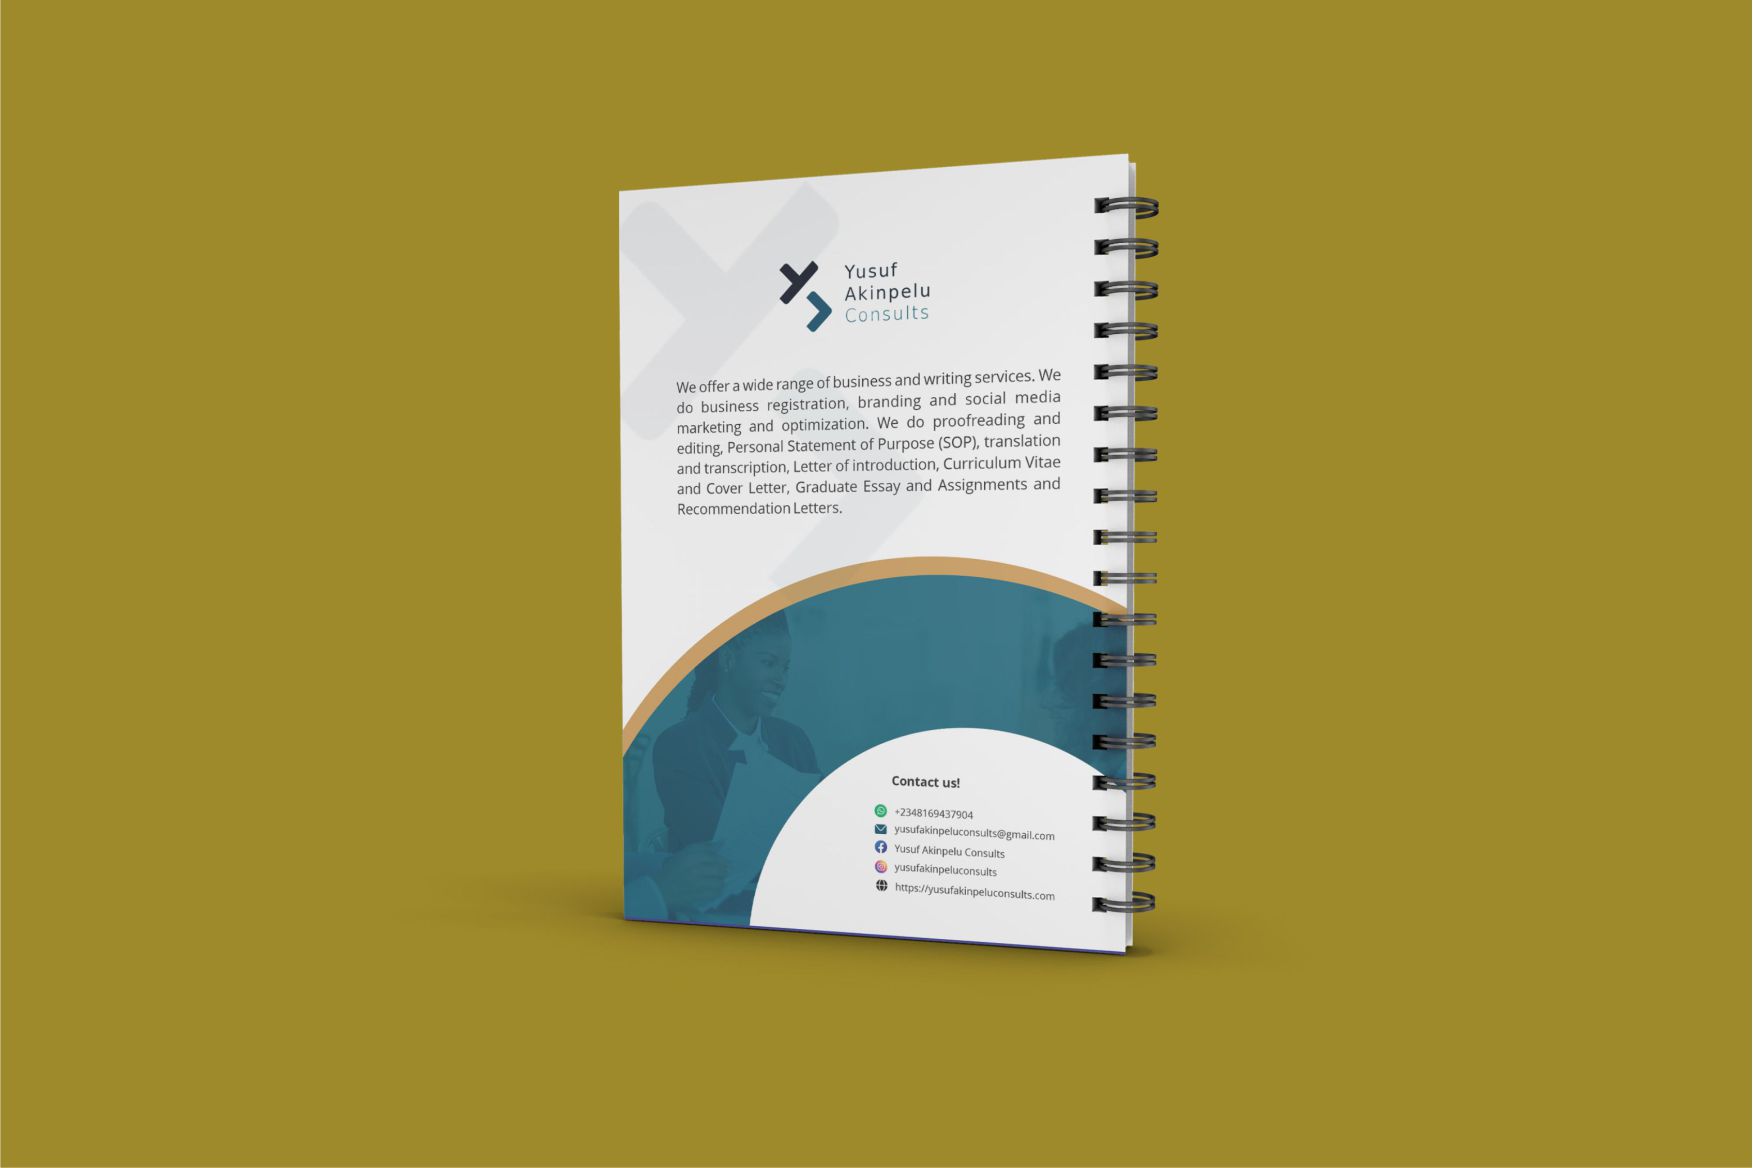 Yusuf
Akinpelu
Consults
We offer a wide range of business and writing services. We
do business registration, branding and social media
marketing and optimization. We do proofreading and
editing, Personal Statement of Purpose (SOP), translation
and transcription, Letter of introduction, Curriculum Vitae
and Cover Letter, Graduate Essay and Assignments and
Recommendation Letters.
Contact us!
+2348169437904
yusufakinpeluconsults@gmail.com
Yusuf Akinpelu Consults
yusufakinpeluconsults
https://yusufakinpeluconsults.com